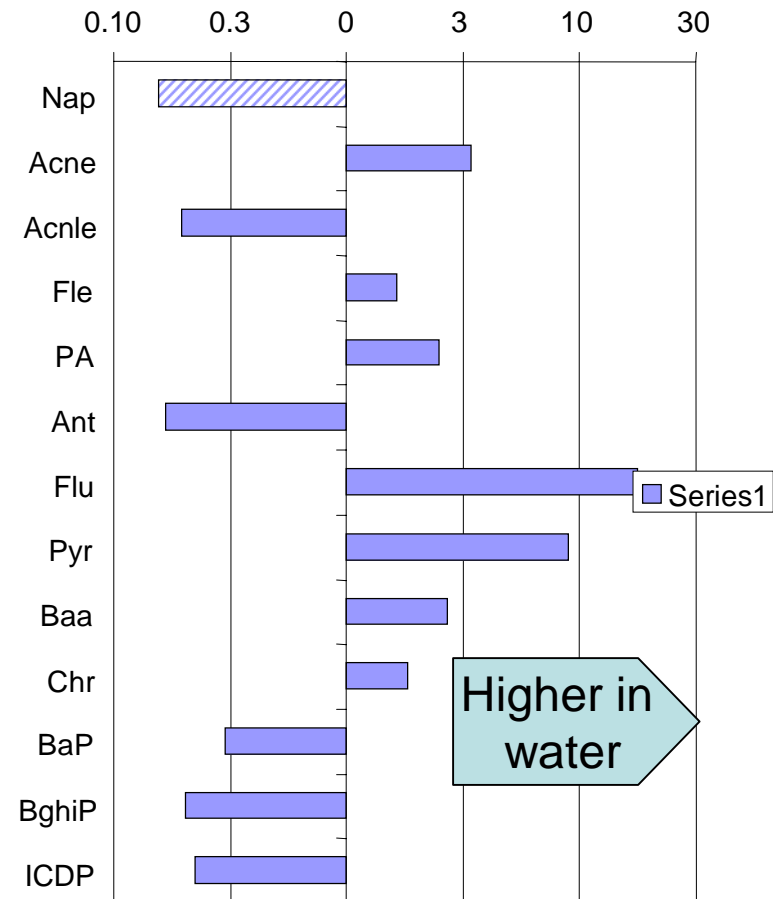 0.10 0.3 0 3 10 30
Nap
Acne
Acnle
Fle
PA
Ant
Flu
Series1
Pyr
Baa
Chr
Higher in
water
BaP
BghiP
ICDP